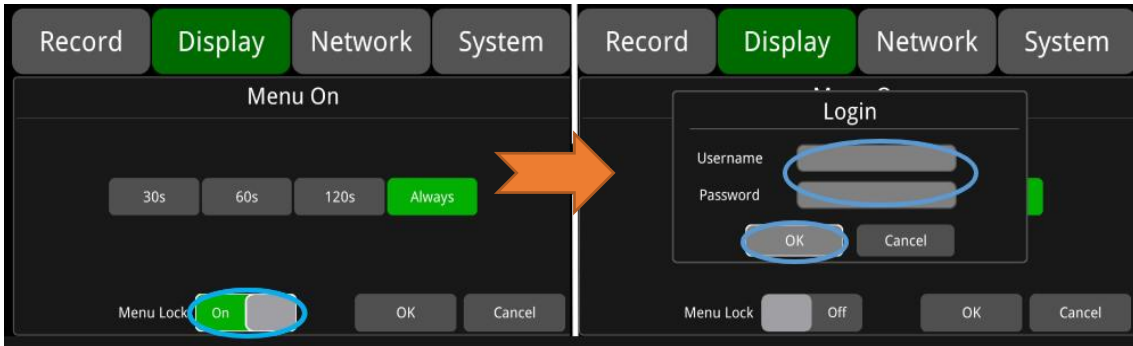 Record Display Network System
Menu On
30s 60s 120s Always
Menu Lock On OK Cancel
Record Display Network System
Login
Username
Password
OK Cancel
Menu Lock Off OK Cancel